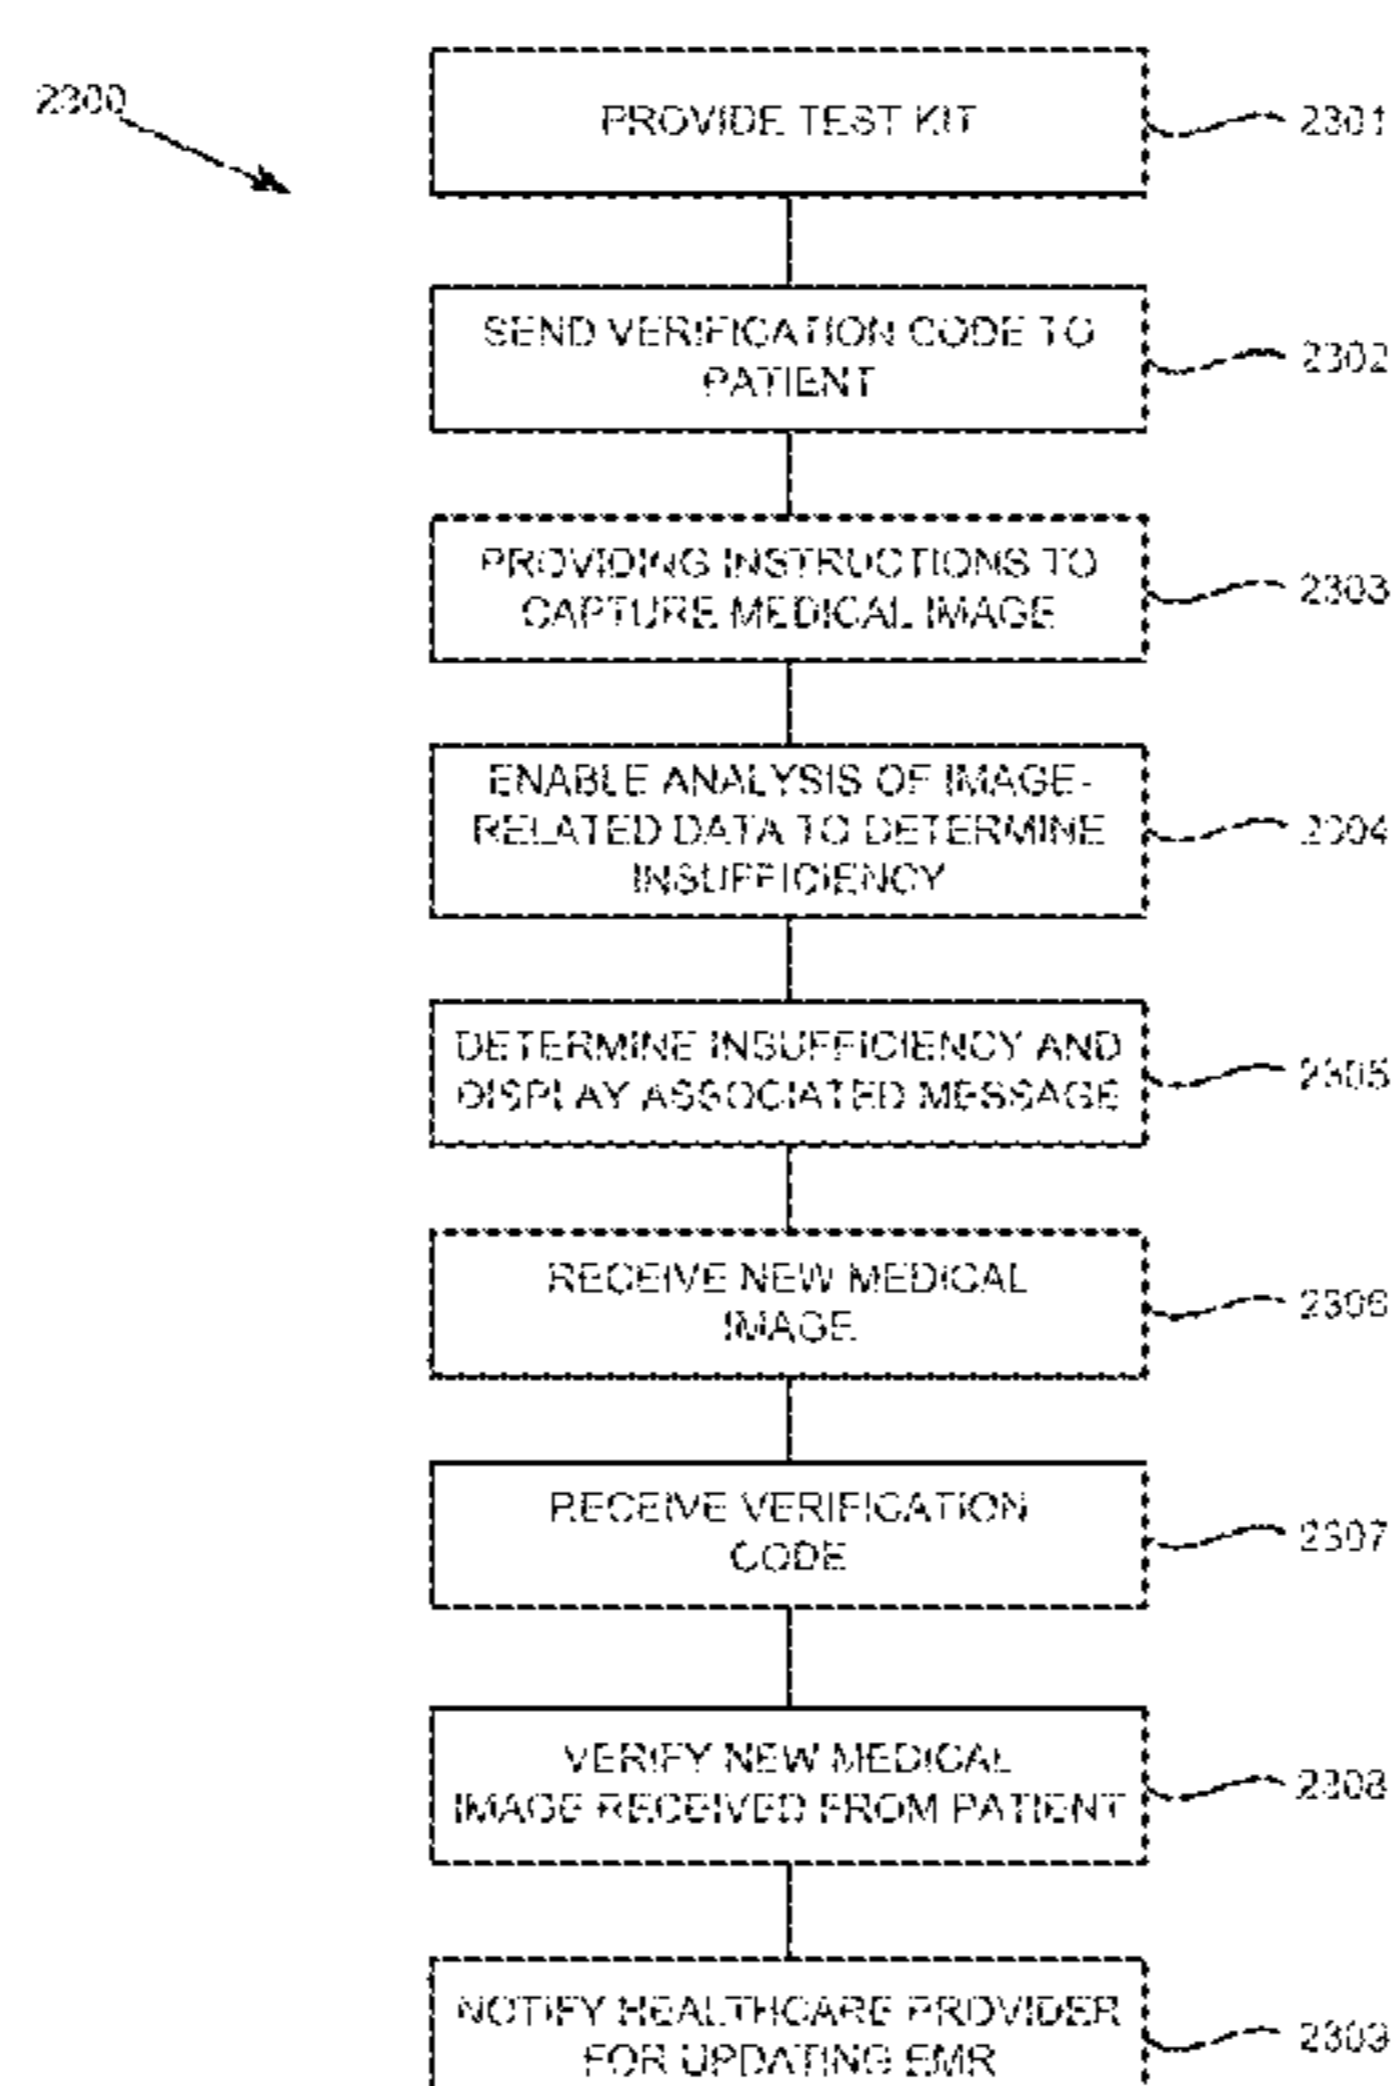 2300
PROVIDE TEST KIT
2301
SEND VERIFICATION CODE TO
PATIENT
2302
PROVIDING INSTRUCTIONS TO
CAPTURE MEDICAL IMAGE
2303
ENABLE ANALYSIS OF IMAGE-
RELATED DATA TO DETERMINE
INSUFFICIENCY
2304
DETERMINE INSUFFICIENCY AND
DISPLAY ASSOCIATED MESSAGE
2305
RECEIVE NEW MEDICAL
IMAGE
2306
RECEIVE VERIFICATION
CODE
2307
VERIFY NEW MEDICAL
IMAGE RECEIVED FROM PATIENT
2308
NOTIFY HEALTHCARE PROVIDER
FOR UPDATING EMR
2309